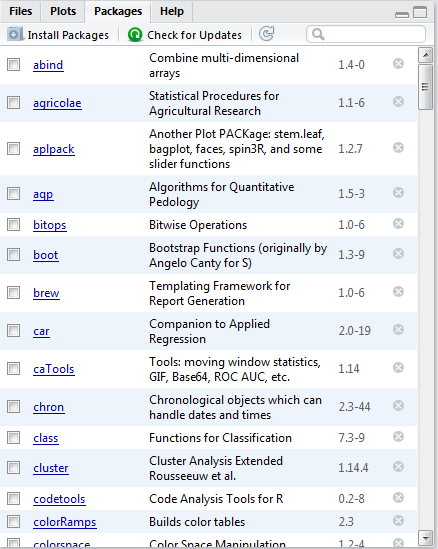 Files Plots Packages Help
Install Packages Check for Updates
abind Combine multi-dimensional arrays 1.4-0
agricolae Statistical Procedures for Agricultural Research 1.1-6
aplpack Another Plot PACKage: stem.leaf, bagplot, faces, spin3R, and some slider functions 1.2.7
aqp Algorithms for Quantitative Pedology 1.5-3
bitops Bitwise Operations 1.0-6
boot Bootstrap Functions (originally by Angelo Canty for S) 1.3-9
brew Templating Framework for Report Generation 1.0-6
car Companion to Applied Regression 2.0-19
caTools Tools: moving window statistics, GIF, Base64, ROC AUC, etc. 1.14
chron Chronological objects which can handle dates and times 2.3-44
class Functions for Classification 7.3-9
cluster Cluster Analysis Extended Rousseeuw et al. 1.14.4
codetools Code Analysis Tools for R 0.2-8
colorRamps Builds color tables 2.3
colorspace Color Space Manipulation 1.2-4